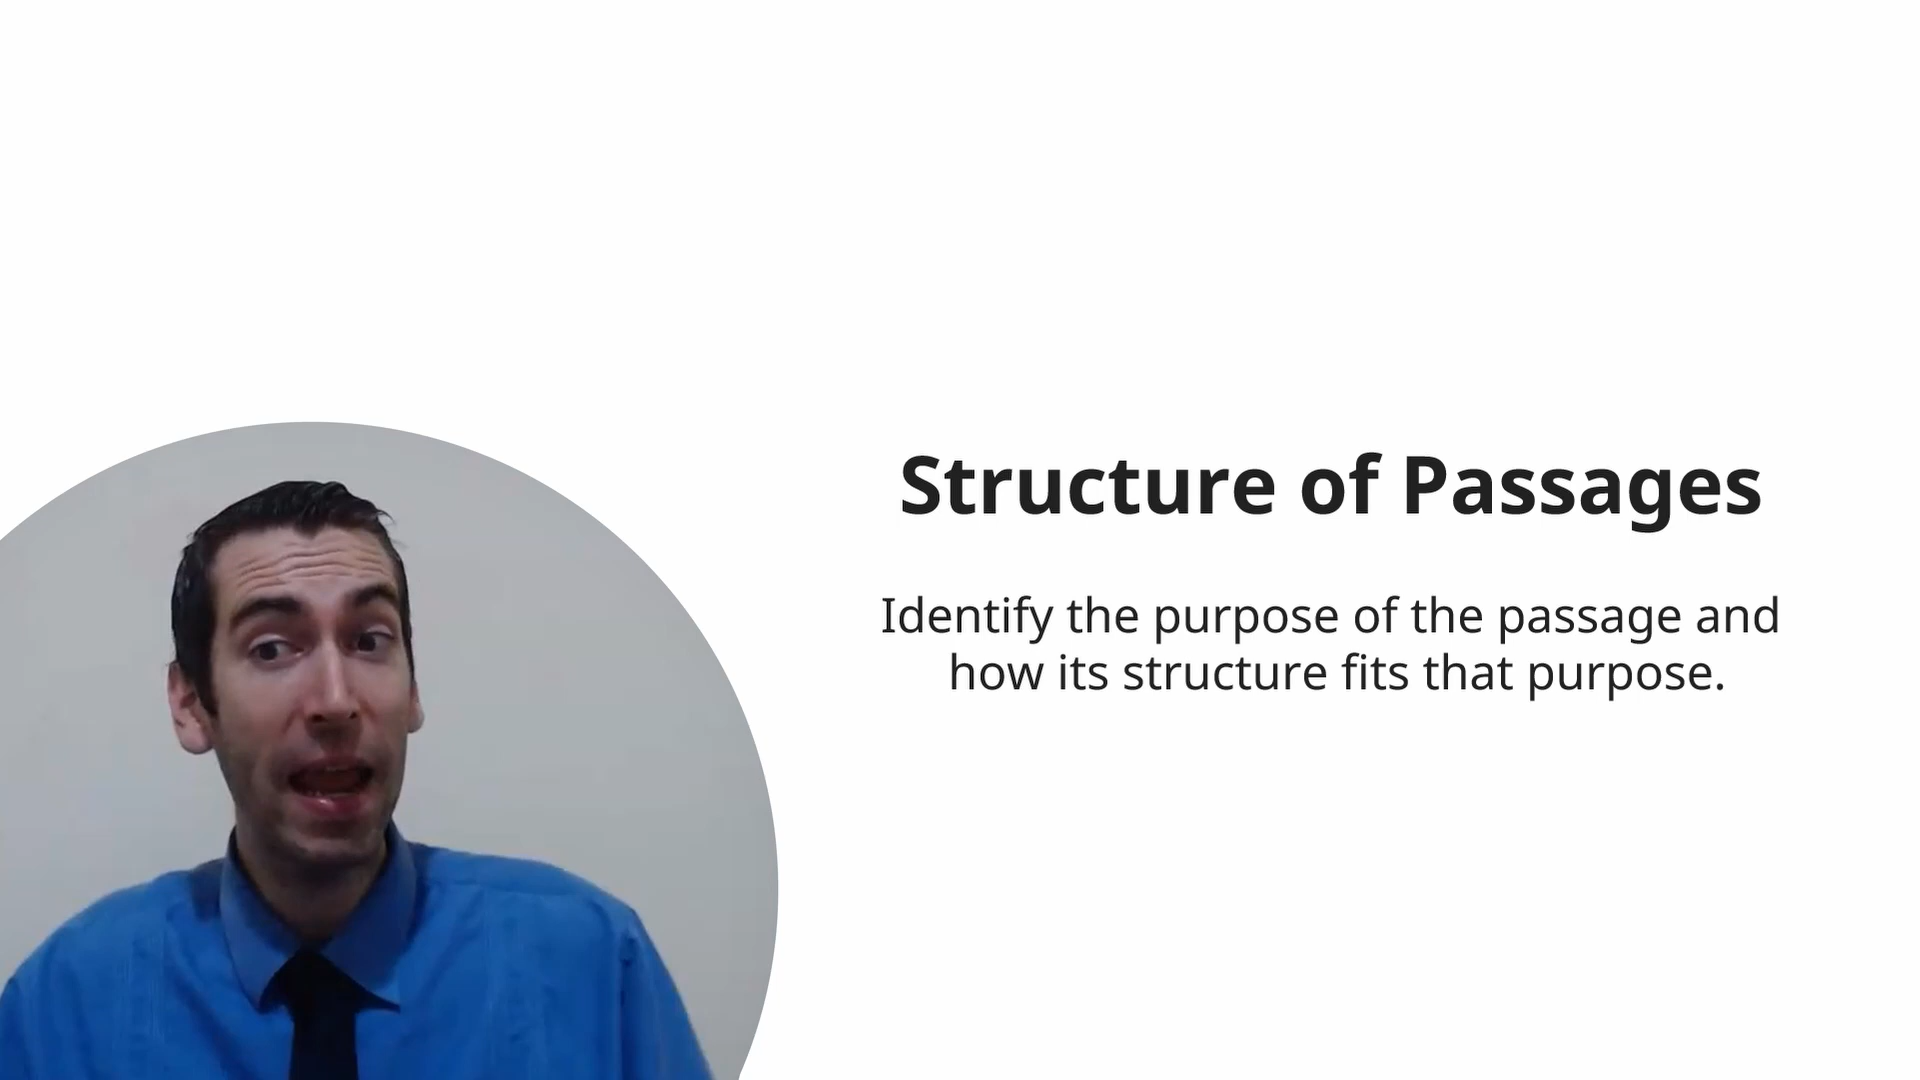 Structure of Passages
Identify the purpose of the passage and
how its structure fits that purpose.